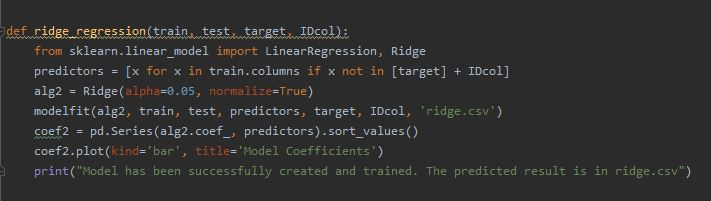 def ridge_regression(train, test, target, IDcol):
    from sklearn.linear_model import LinearRegression, Ridge
    predictors = [x for x in train.columns if x not in [target] + IDcol]
    alg2 = Ridge(alpha=0.05, normalize=True)
    modelfit(alg2, train, test, predictors, target, IDcol, 'ridge.csv')
    coef2 = pd.Series(alg2.coef_, predictors).sort_values()
    coef2.plot(kind='bar', title='Model Coefficients')
    print("Model has been successfully created and trained. The predicted result is in ridge.csv")